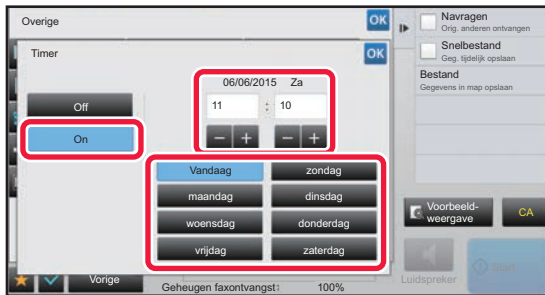 Overige
OK
Timer
OK
06/06/2015 Za
11 : 10
− +
− +
Off
On
Vandaag
zondag
maandag
dinsdag
woensdag
donderdag
vrijdag
zaterdag
Vorige
Geheugen faxontvangst: 100%
Navragen
Orig. anderen ontvangen
Snelbestand
Geg. tijdelijk opslaan
Bestand
Gegevens in map opslaan
Voorbeeld-
weergave
CA
Luidspreker
Start